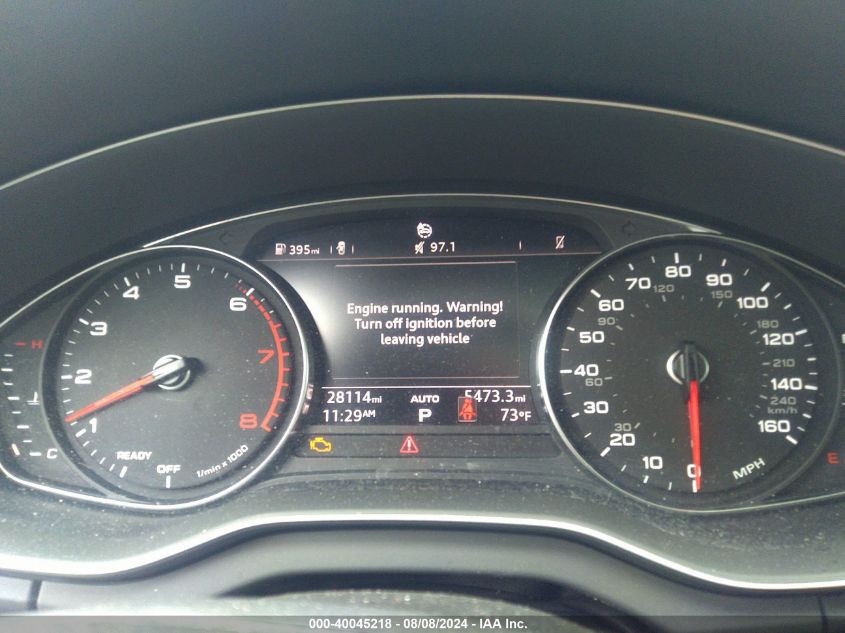 395mi 97.1
Engine running. Warning!
Turn off ignition before
leaving vehicle
28114mi AUTO 5473.3mi
11:29AM P 73°F
1 2 3 4 5 6 7 8
READY
OFF
1/min x 1000
H
C
0 10 20 30 40 50 60 70 80 90 100 120 140 160
30 60 90 120 150 180 210 240
km/h
MPH
E
000-40045218 - 08/08/2024 - IAA Inc.